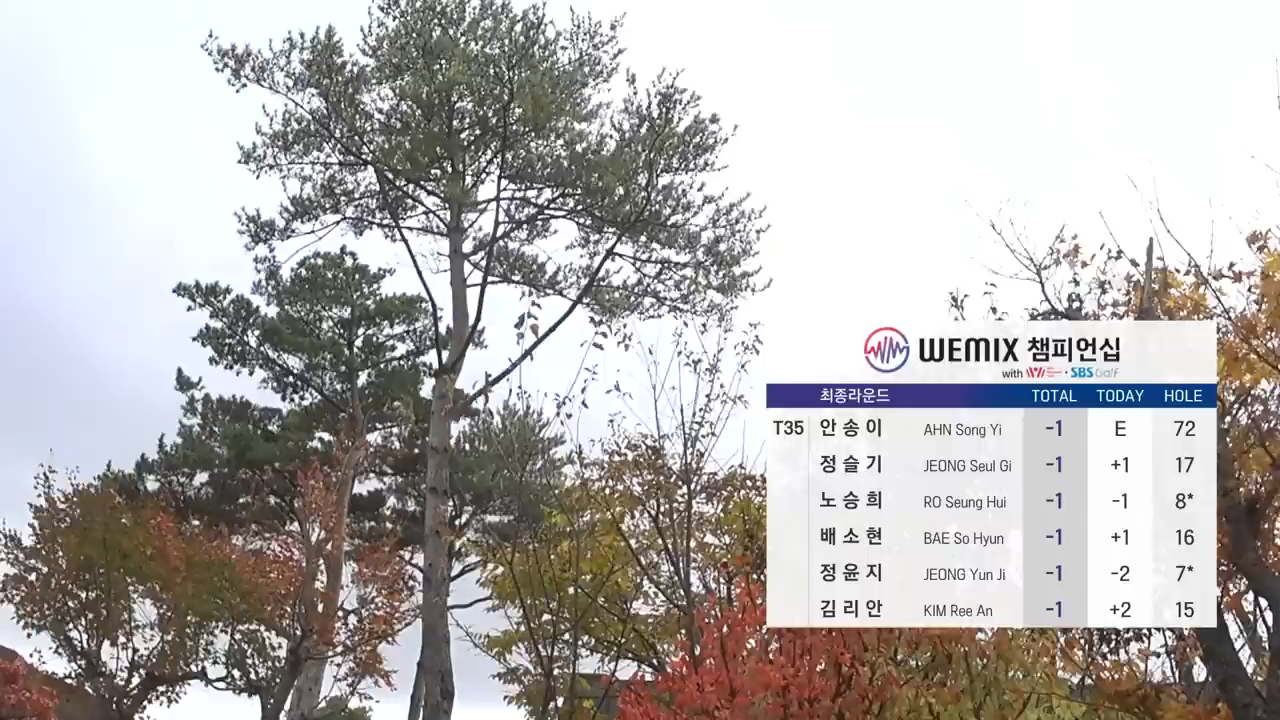 WEMIX 챔피언십
with SBS Golf
최종라운드 TOTAL TODAY HOLE
T35 안송이 AHN Song Yi -1 E 72
정슬기 JEONG Seul Gi -1 +1 17
노승희 RO Seung Hui -1 -1 8*
배소현 BAE So Hyun -1 +1 16
정윤지 JEONG Yun Ji -1 -2 7*
김리안 KIM Ree An -1 +2 15